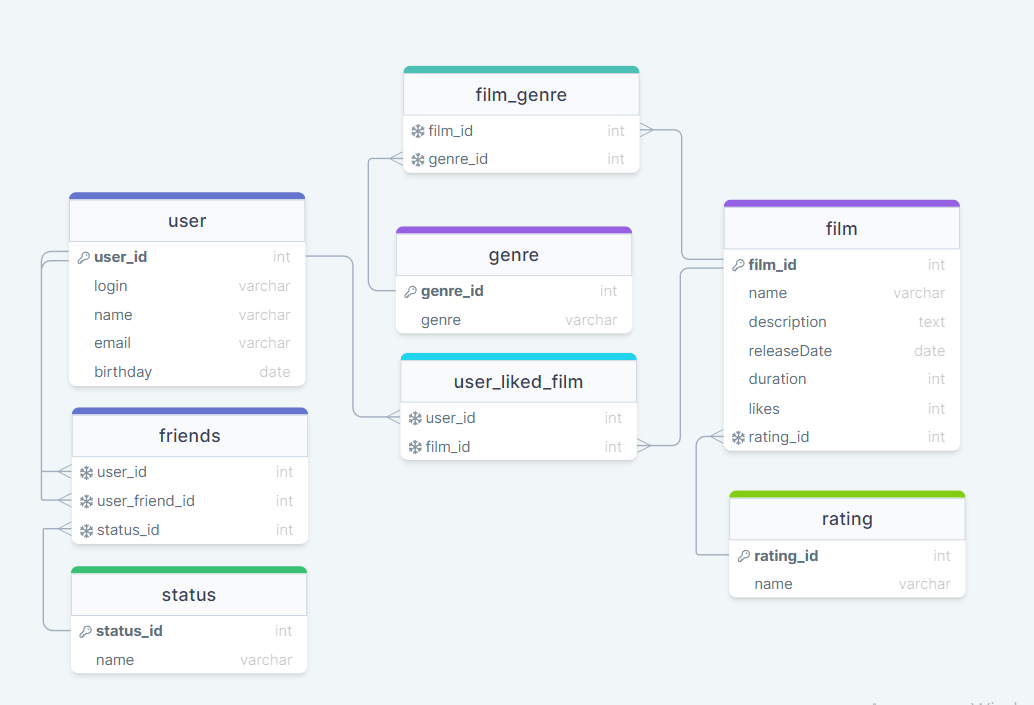 film_genre
film_id int
genre_id int
user
user_id int
login varchar
name varchar
email varchar
birthday date
genre
genre_id int
genre varchar
film
film_id int
name varchar
description text
releaseDate date
duration int
likes int
rating_id int
user_liked_film
user_id int
film_id int
friends
user_id int
user_friend_id int
status_id int
rating
rating_id int
name varchar
status
status_id int
name varchar